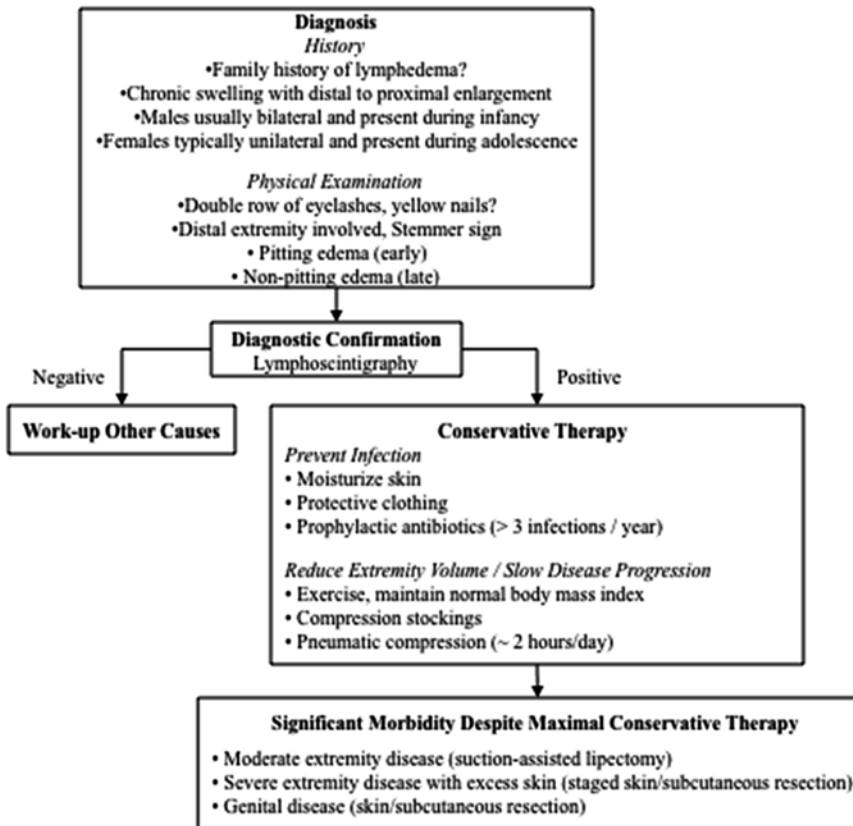 Diagnosis
History
•Family history of lymphedema?
•Chronic swelling with distal to proximal enlargement
•Males usually bilateral and present during infancy
•Females typically unilateral and present during adolescence
Physical Examination
•Double row of eyelashes, yellow nails?
•Distal extremity involved, Stemmer sign
• Pitting edema (early)
• Non-pitting edema (late)
Diagnostic Confirmation
Lymphoscintigraphy
Negative
Positive
Work-up Other Causes
Conservative Therapy
Prevent Infection
• Moisturize skin
• Protective clothing
• Prophylactic antibiotics (> 3 infections / year)
Reduce Extremity Volume / Slow Disease Progression
• Exercise, maintain normal body mass index
• Compression stockings
• Pneumatic compression (~ 2 hours/day)
Significant Morbidity Despite Maximal Conservative Therapy
• Moderate extremity disease (suction-assisted lipectomy)
• Severe extremity disease with excess skin (staged skin/subcutaneous resection)
• Genital disease (skin/subcutaneous resection)